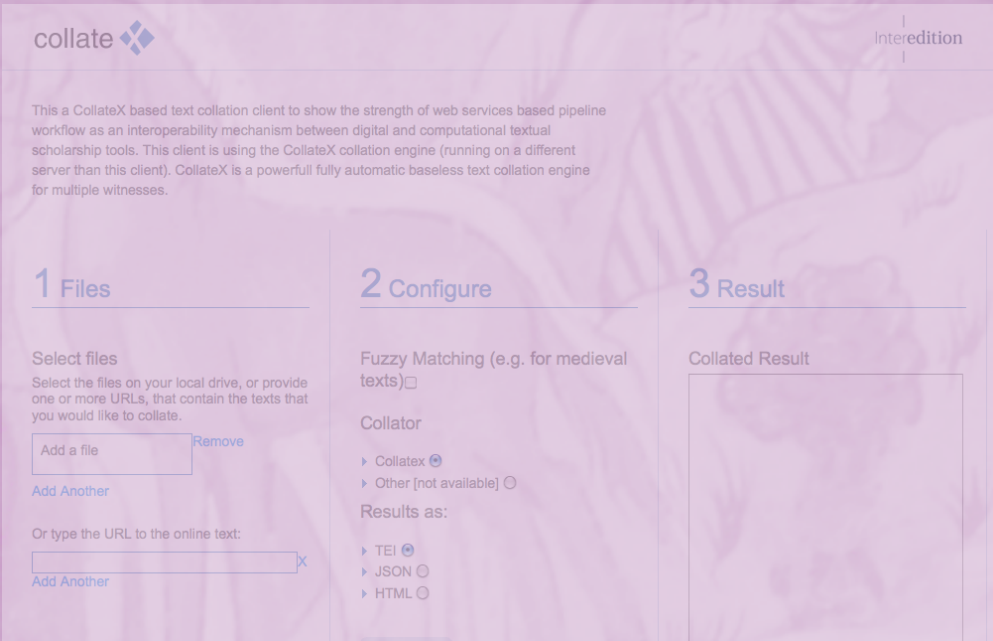 collate
Interedition
This a CollateX based text collation client to show the strength of web services based pipeline
workflow as an interoperability mechanism between digital and computational textual
scholarship tools. This client is using the CollateX collation engine (running on a different
server than this client). CollateX is a powerfull fully automatic baseless text collation engine
for multiple witnesses.
1 Files
Select files
Select the files on your local drive, or provide
one or more URLs, that contain the texts that
you would like to collate.
Add a file
Remove
Add Another
Or type the URL to the online text:
X
Add Another
2 Configure
Fuzzy Matching (e.g. for medieval
texts)
Collator
Collatex
Other [not available]
Results as:
TEI
JSON
HTML
3 Result
Collated Result